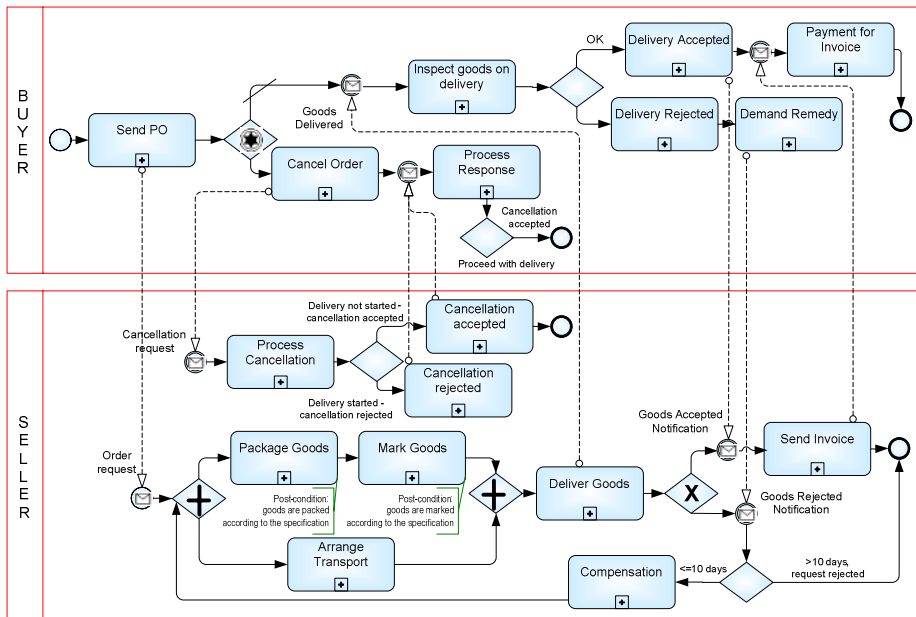 BUYER
Send PO
Goods
Delivered
Inspect goods on
delivery
OK
Delivery Accepted
Payment for
Invoice
Delivery Rejected
Demand Remedy
Cancel Order
Process
Response
Cancellation
accepted
Proceed with delivery
SELLER
Cancellation
request
Process
Cancellation
Delivery not started -
cancellation accepted
Cancellation
accepted
Delivery started -
cancellation rejected
Cancellation
rejected
Order
request
Package Goods
Post-condition:
goods are packed
according to the specification
Mark Goods
Post-condition:
goods are marked
according to the specification
Arrange
Transport
Deliver Goods
X
Goods Accepted
Notification
Send Invoice
Goods Rejected
Notification
<=10 days
>10 days,
request rejected
Compensation